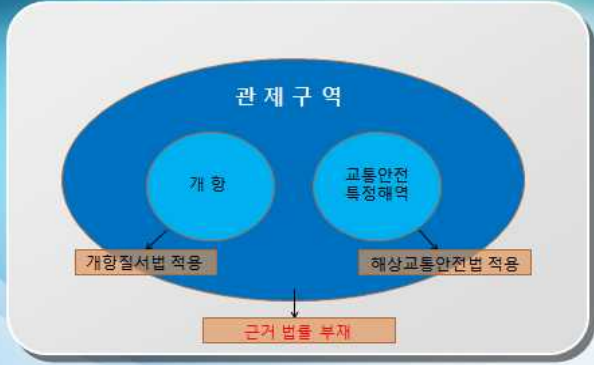 관 제 구 역
개 항
교통안전
특정해역
개항질서법 적용
해상교통안전법 적용
근거 법률 부재